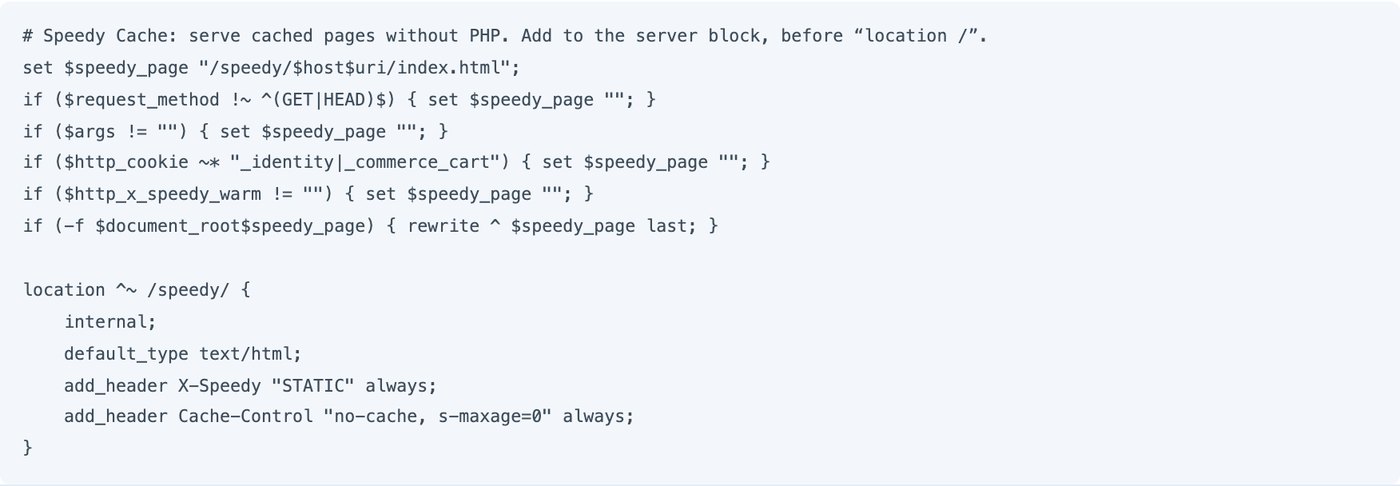 # Speedy Cache: serve cached pages without PHP. Add to the server block, before “location /”.
set $speedy_page "/speedy/$host$uri/index.html";
if ($request_method !~ ^(GET|HEAD)$) { set $speedy_page ""; }
if ($args != "") { set $speedy_page ""; }
if ($http_cookie ~* "_identity|_commerce_cart") { set $speedy_page ""; }
if ($http_x_speedy_warm != "") { set $speedy_page ""; }
if (-f $document_root$speedy_page) { rewrite ^ $speedy_page last; }

location ^~ /speedy/ {
    internal;
    default_type text/html;
    add_header X-Speedy "STATIC" always;
    add_header Cache-Control "no-cache, s-maxage=0" always;
}